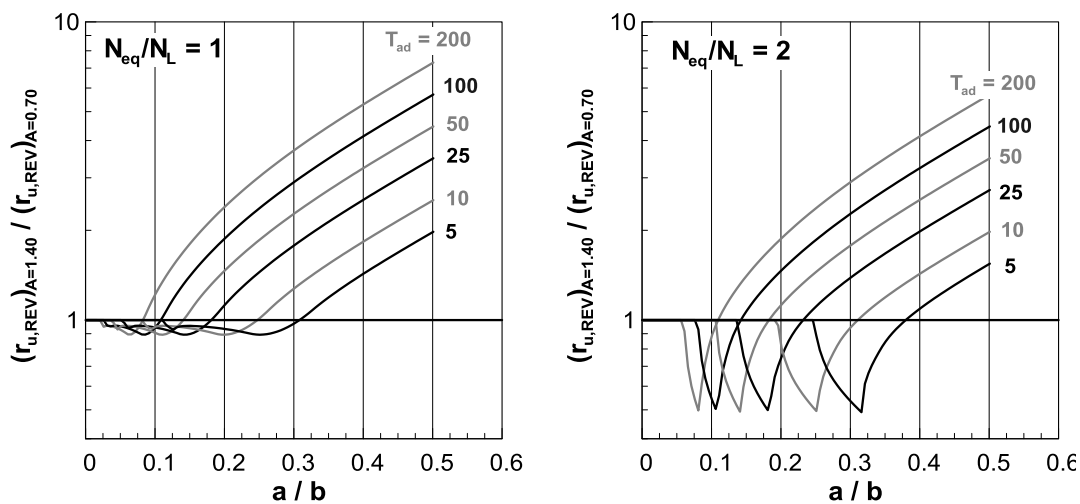 10
N_eq/N_L = 1
T_ad = 200
100
50
25
10
5
1
(r_u,REV)_A=1.40 / (r_u,REV)_A=0.70
0 0.1 0.2 0.3 0.4 0.5 0.6
a / b
10
N_eq/N_L = 2
T_ad = 200
100
50
25
10
5
1
(r_u,REV)_A=1.40 / (r_u,REV)_A=0.70
0 0.1 0.2 0.3 0.4 0.5 0.6
a / b